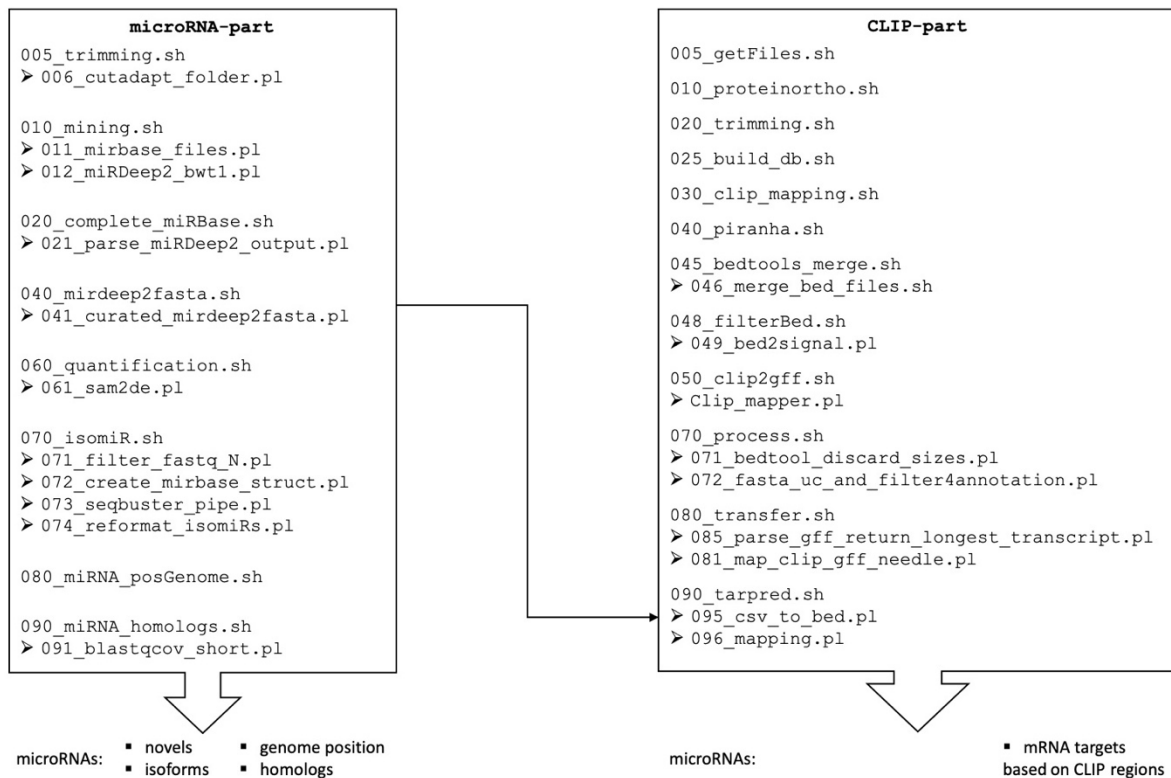 microRNA-part
005_trimming.sh
➢ 006_cutadapt_folder.pl
010_mining.sh
➢ 011_mirbase_files.pl
➢ 012_miRDeep2_bwt1.pl
020_complete_miRBase.sh
➢ 021_parse_miRDeep2_output.pl
040_mirdeep2fasta.sh
➢ 041_curated_mirdeep2fasta.pl
060_quantification.sh
➢ 061_sam2de.pl
070_isomiR.sh
➢ 071_filter_fastq_N.pl
➢ 072_create_mirbase_struct.pl
➢ 073_seqbuster_pipe.pl
➢ 074_reformat_isomiRs.pl
080_miRNA_posGenome.sh
090_miRNA_homologs.sh
➢ 091_blastqcov_short.pl
microRNAs:
▪ novels
▪ isoforms
▪ genome position
▪ homologs
CLIP-part
005_getFiles.sh
010_proteinortho.sh
020_trimming.sh
025_build_db.sh
030_clip_mapping.sh
040_piranha.sh
045_bedtools_merge.sh
➢ 046_merge_bed_files.sh
048_filterBed.sh
➢ 049_bed2signal.pl
050_clip2gff.sh
➢ Clip_mapper.pl
070_process.sh
➢ 071_bedtool_discard_sizes.pl
➢ 072_fasta_uc_and_filter4annotation.pl
080_transfer.sh
➢ 085_parse_gff_return_longest_transcript.pl
➢ 081_map_clip_gff_needle.pl
090_tarpred.sh
➢ 095_csv_to_bed.pl
➢ 096_mapping.pl
microRNAs:
▪ mRNA targets
based on CLIP regions